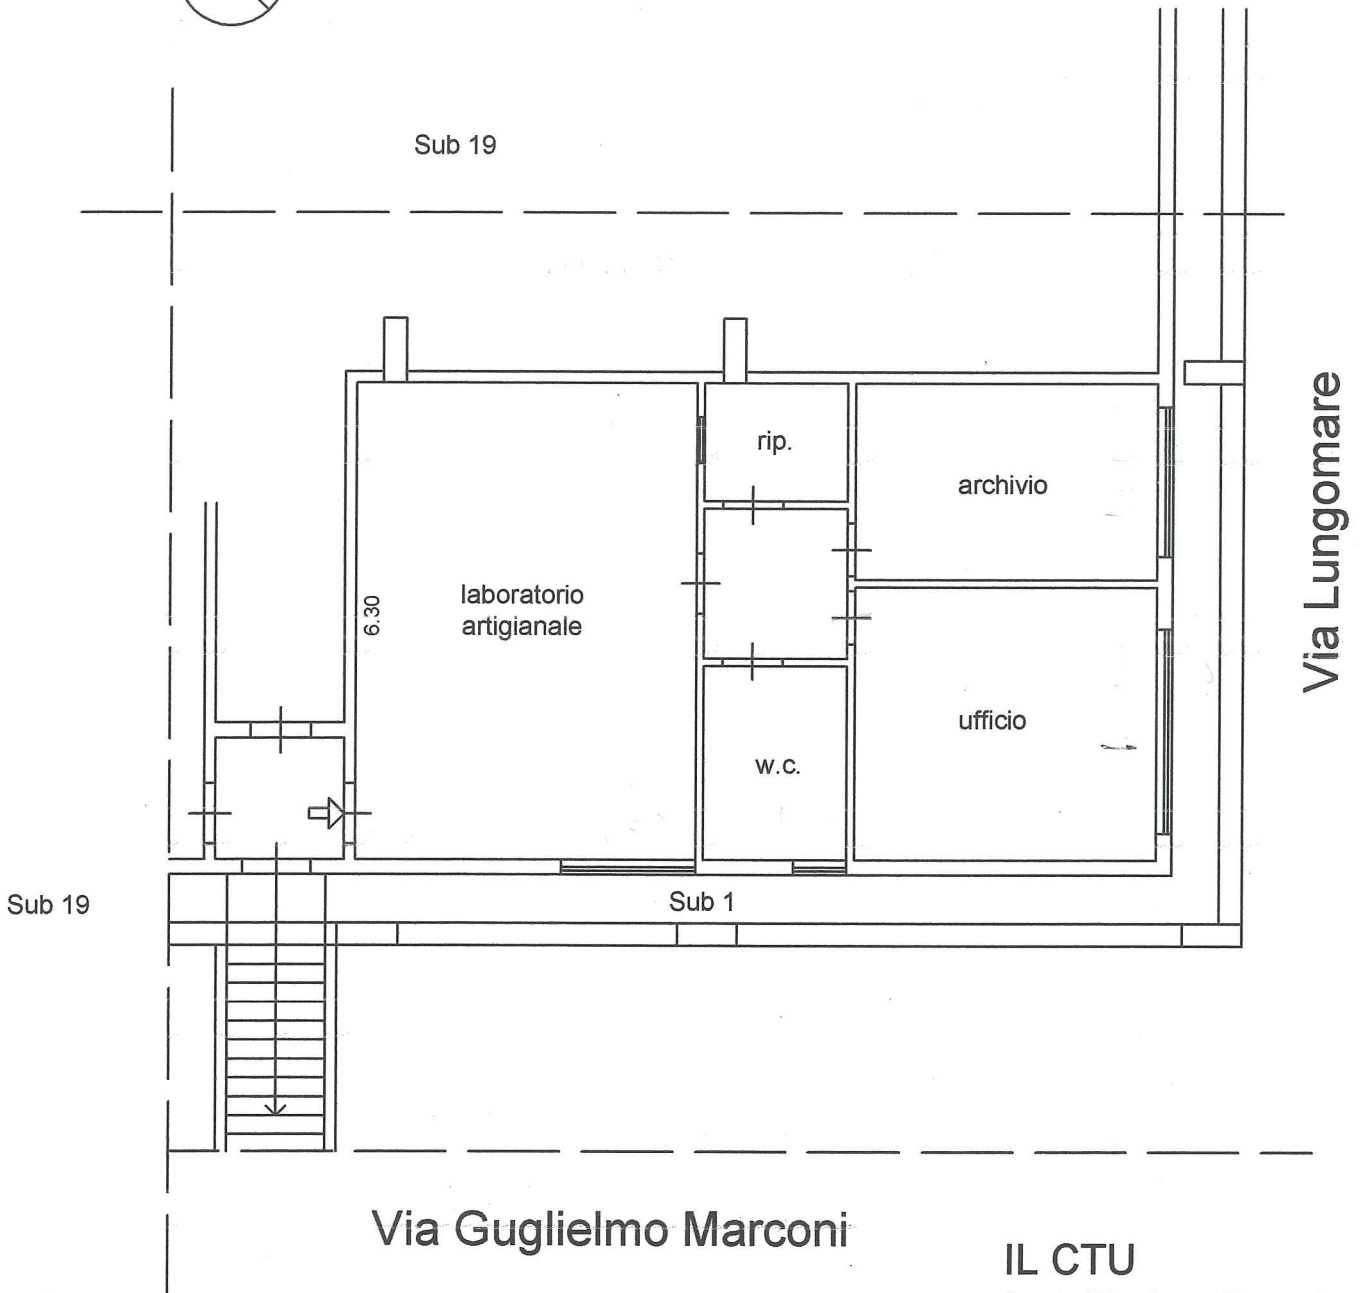 Sub 19
rip.
archivio
laboratorio
artigianale
6.30
ufficio
w.c.
Sub 19
Sub 1
Via Lungomare
Via Guglielmo Marconi
IL CTU